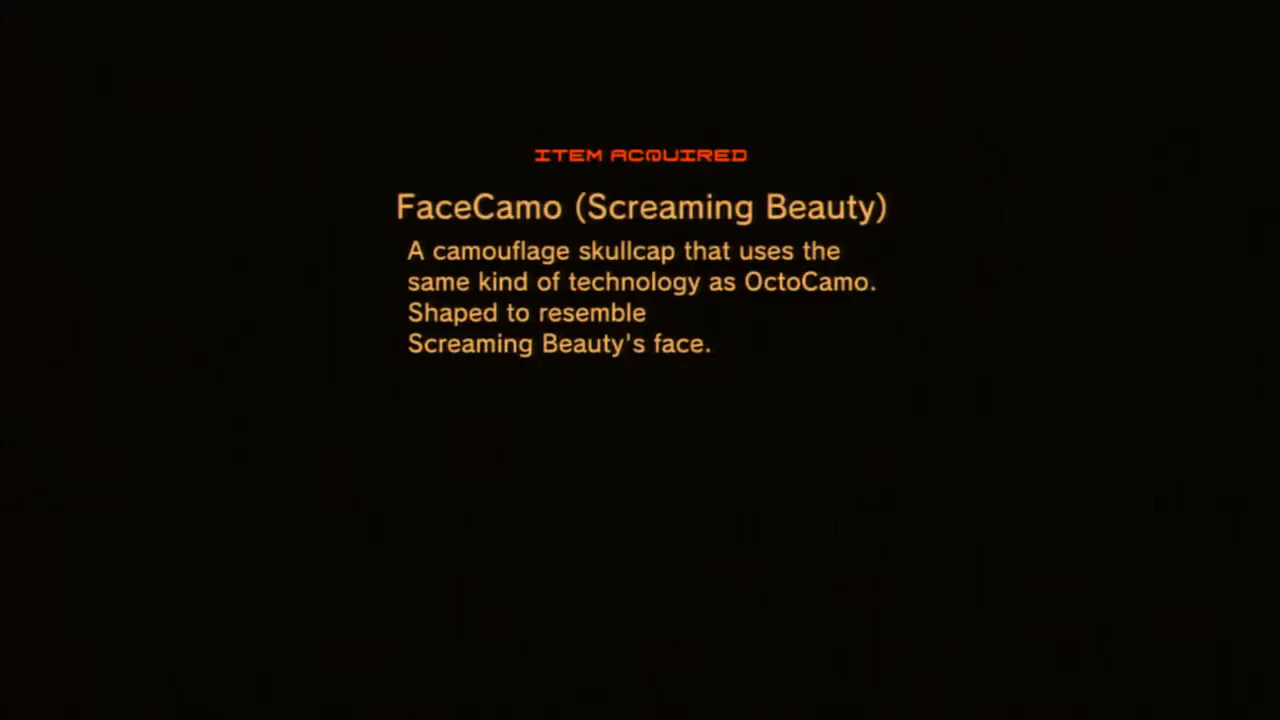 ITEM ACQUIRED
FaceCamo (Screaming Beauty)
A camouflage skullcap that uses the
same kind of technology as OctoCamo.
Shaped to resemble
Screaming Beauty's face.